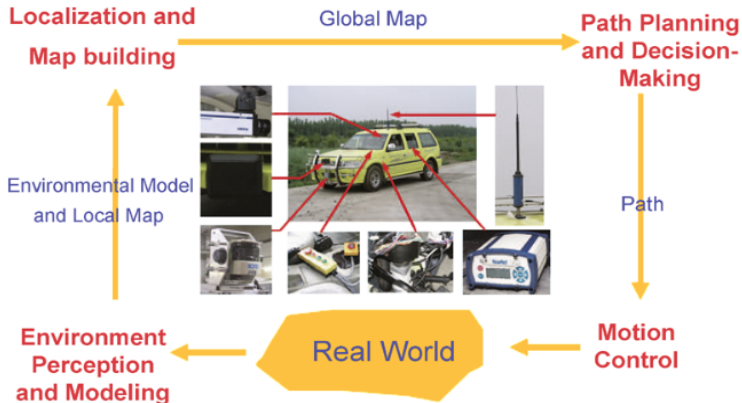 Localization and
Map building
Global Map
Path Planning
and Decision-
Making
Environmental Model
and Local Map
Path
Environment
Perception
and Modeling
Real World
Motion
Control